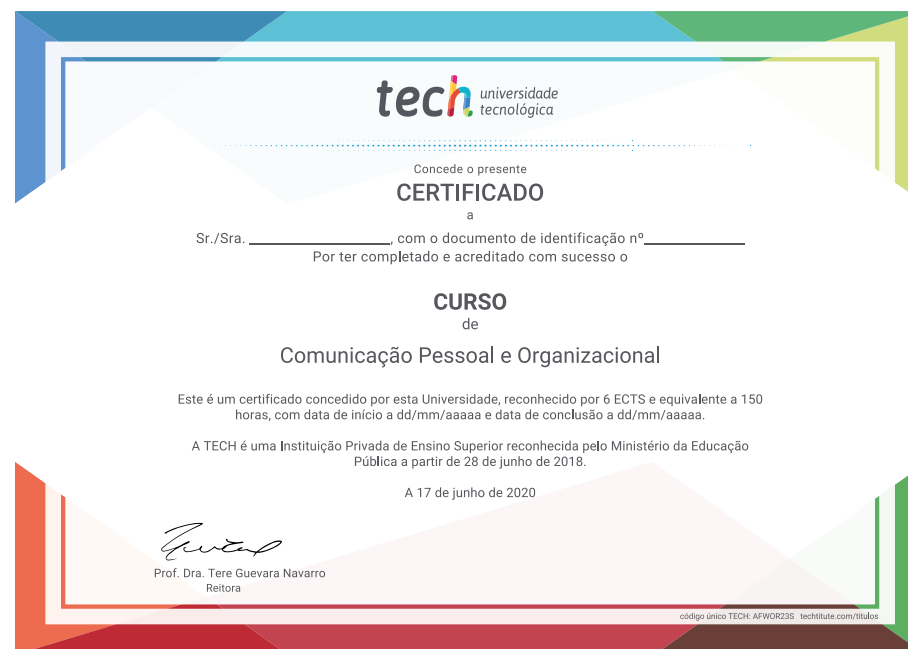 tech universidade
tecnológica
Concede o presente
CERTIFICADO
a
Sr./Sra. ____________________, com o documento de identificação nº______________
Por ter completado e acreditado com sucesso o
CURSO
de
Comunicação Pessoal e Organizacional
Este é um certificado concedido por esta Universidade, reconhecido por 6 ECTS e equivalente a 150
horas, com data de início a dd/mm/aaaaa e data de conclusão a dd/mm/aaaaa.
A TECH é uma Instituição Privada de Ensino Superior reconhecida pelo Ministério da Educação
Pública a partir de 28 de junho de 2018.
A 17 de junho de 2020
Prof. Dra. Tere Guevara Navarro
Reitora
código único TECH: AFWOR23S techtitute.com/titulos